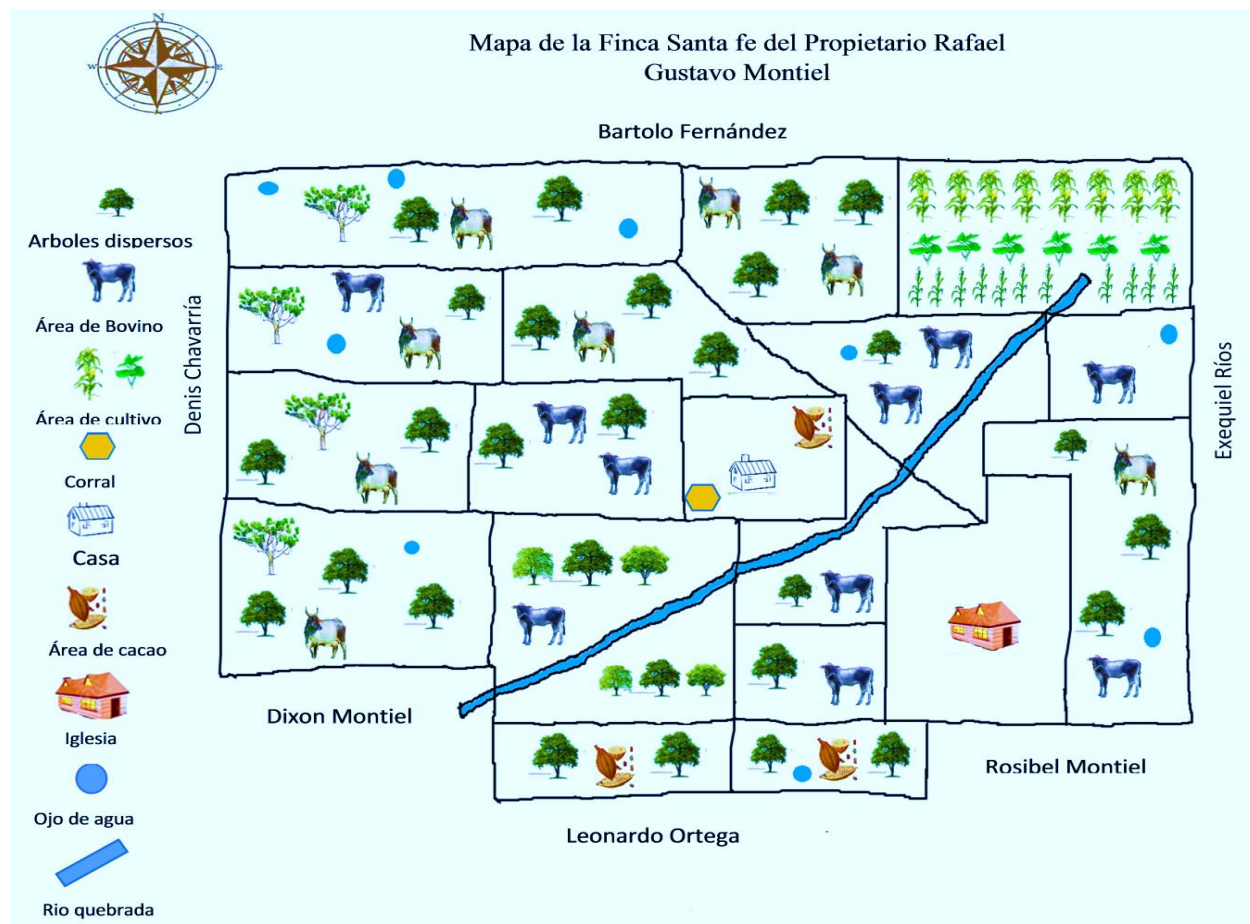 Mapa de la Finca Santa fe del Propietario Rafael
Gustavo Montiel
N
W
E
S
Bartolo Fernández
Denis Chavarría
Exequiel Ríos
Arboles dispersos
Área de Bovino
Área de cultivo
Corral
Casa
Área de cacao
Iglesia
Ojo de agua
Rio quebrada
Dixon Montiel
Rosibel Montiel
Leonardo Ortega